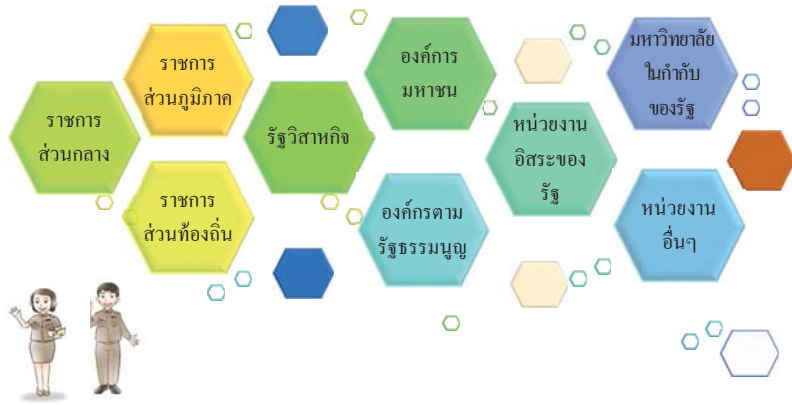 ราชการ
ส่วนกลาง
ราชการ
ส่วนภูมิภาค
ราชการ
ส่วนท้องถิ่น
รัฐวิสาหกิจ
องค์การ
มหาชน
องค์กรตาม
รัฐธรรมนูญ
หน่วยงาน
อิสระของ
รัฐ
มหาวิทยาลัย
ในกำกับ
ของรัฐ
หน่วยงาน
อื่นๆ